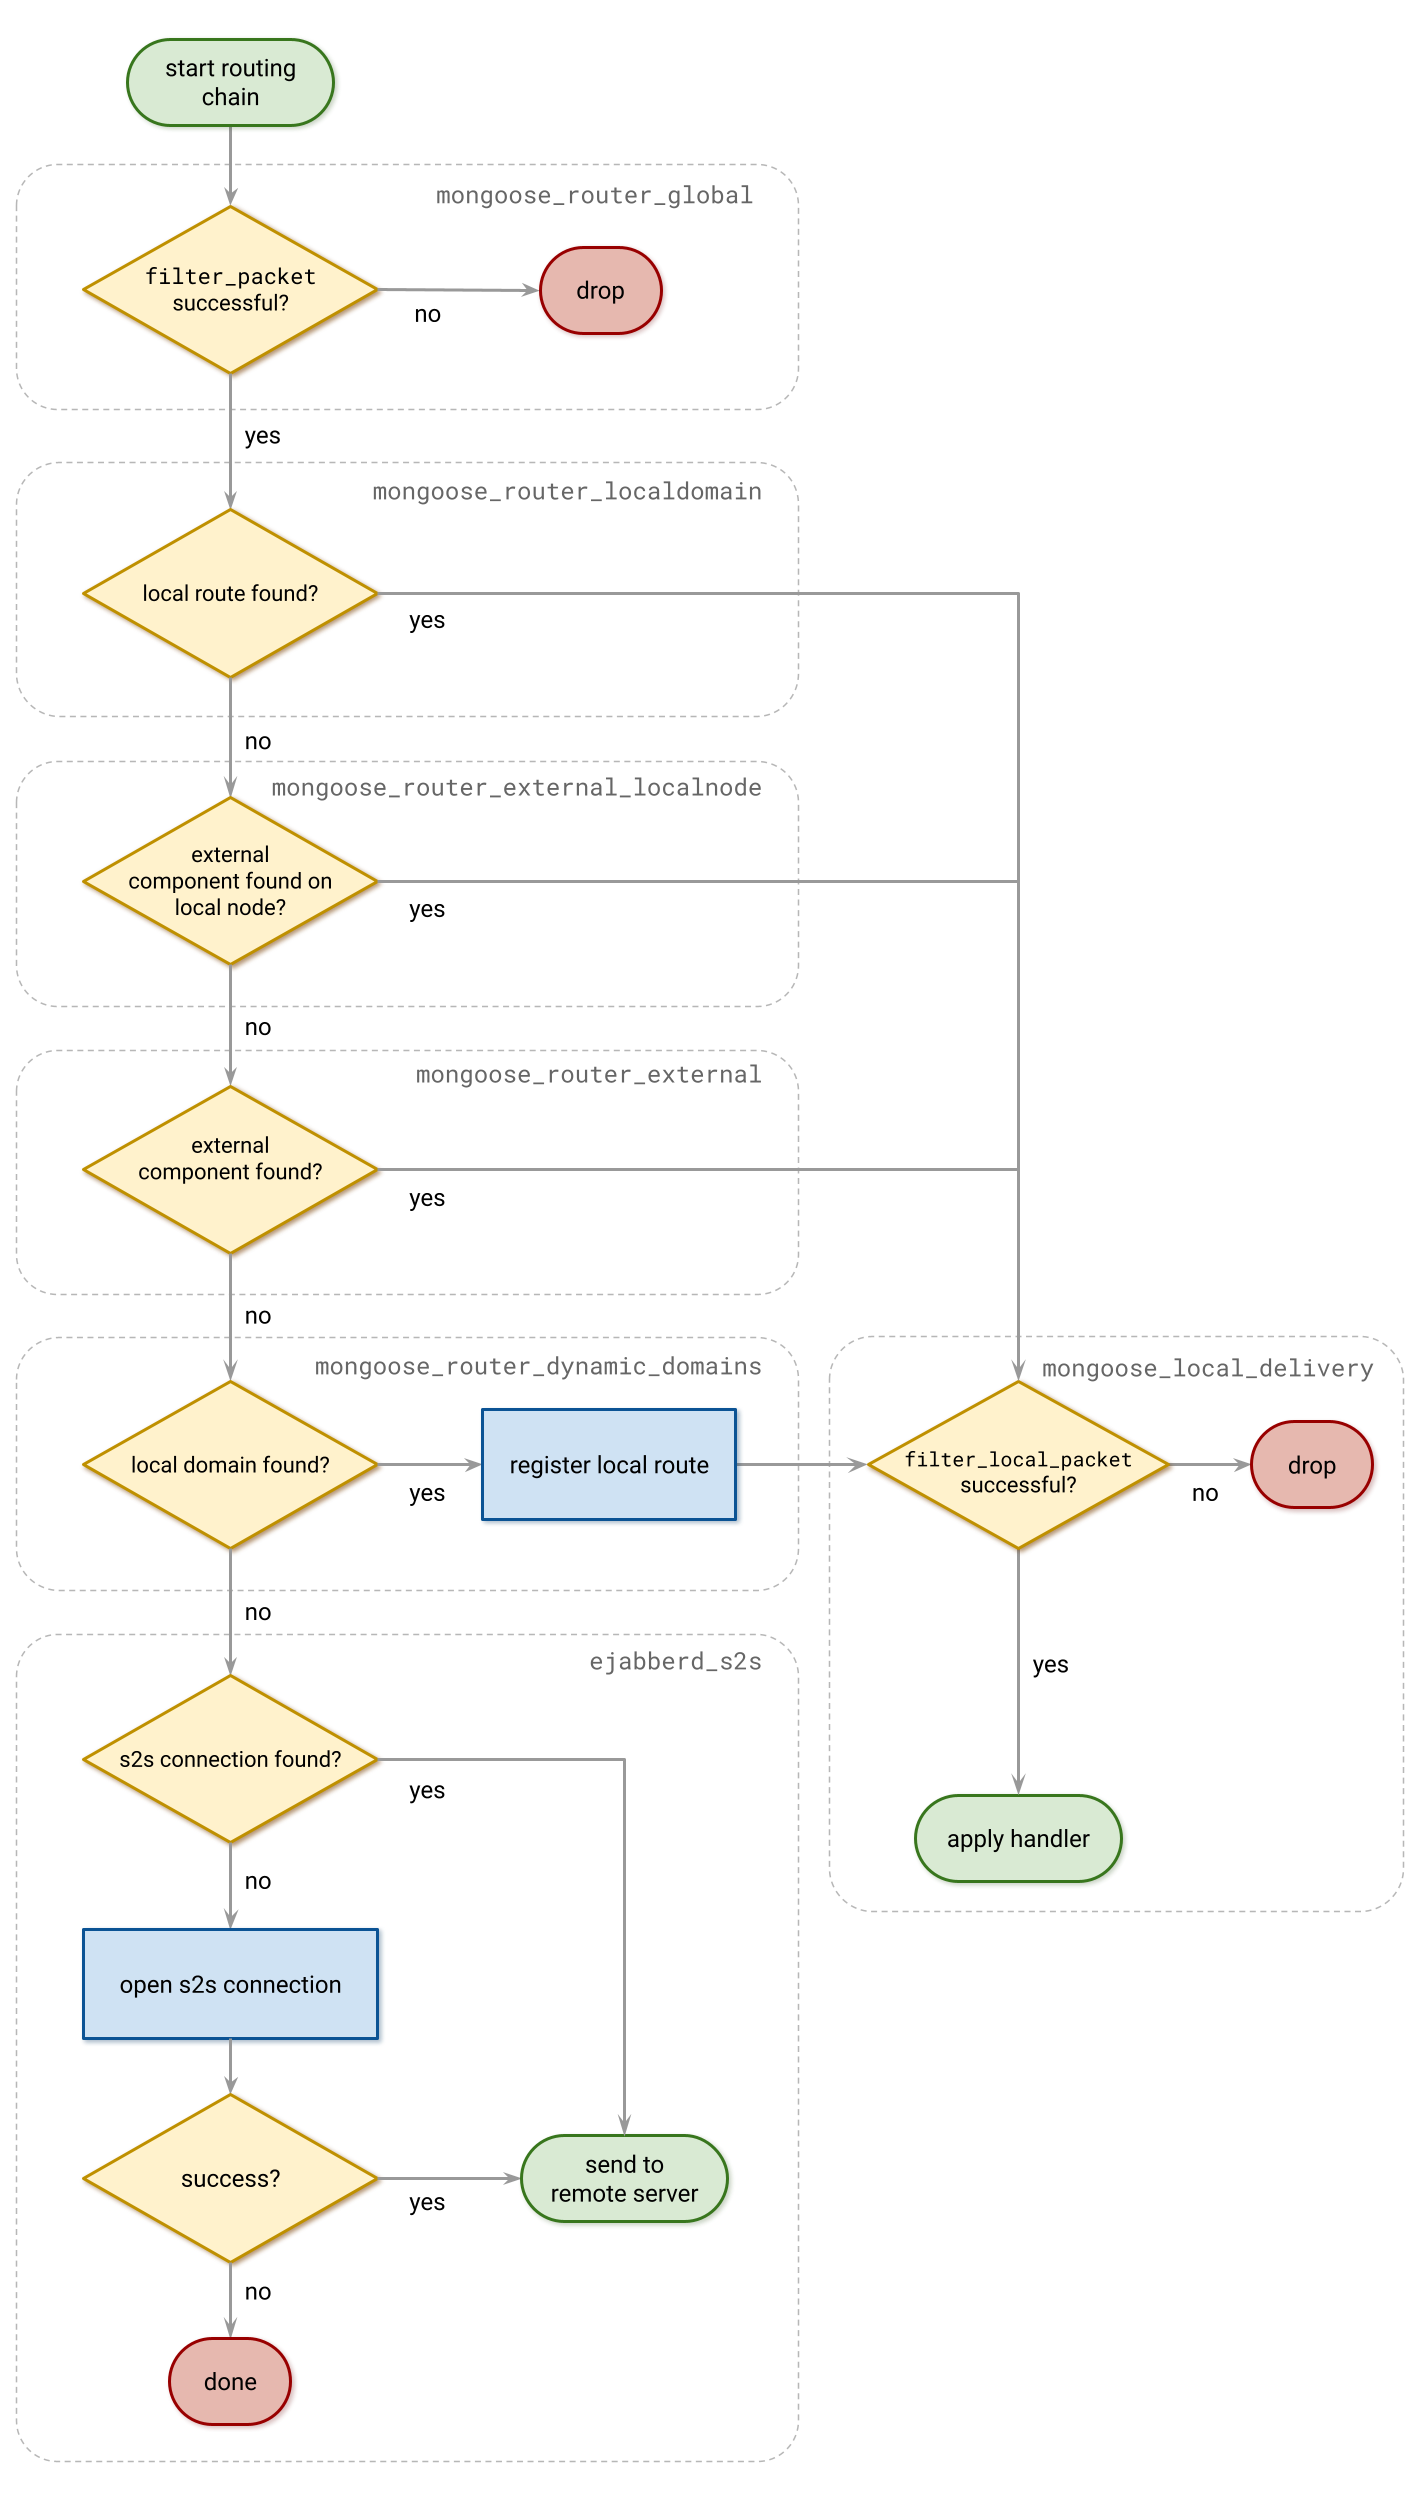 start routing
chain
mongoose_router_global
filter_packet
successful?
no
drop
yes
mongoose_router_localdomain
local route found?
yes
no
mongoose_router_external_localnode
external
component found on
local node?
yes
no
mongoose_router_external
external
component found?
yes
no
mongoose_router_dynamic_domains
local domain found?
yes
register local route
mongoose_local_delivery
filter_local_packet
successful?
no
drop
yes
apply handler
no
ejabberd_s2s
s2s connection found?
yes
no
open s2s connection
success?
yes
send to
remote server
no
done